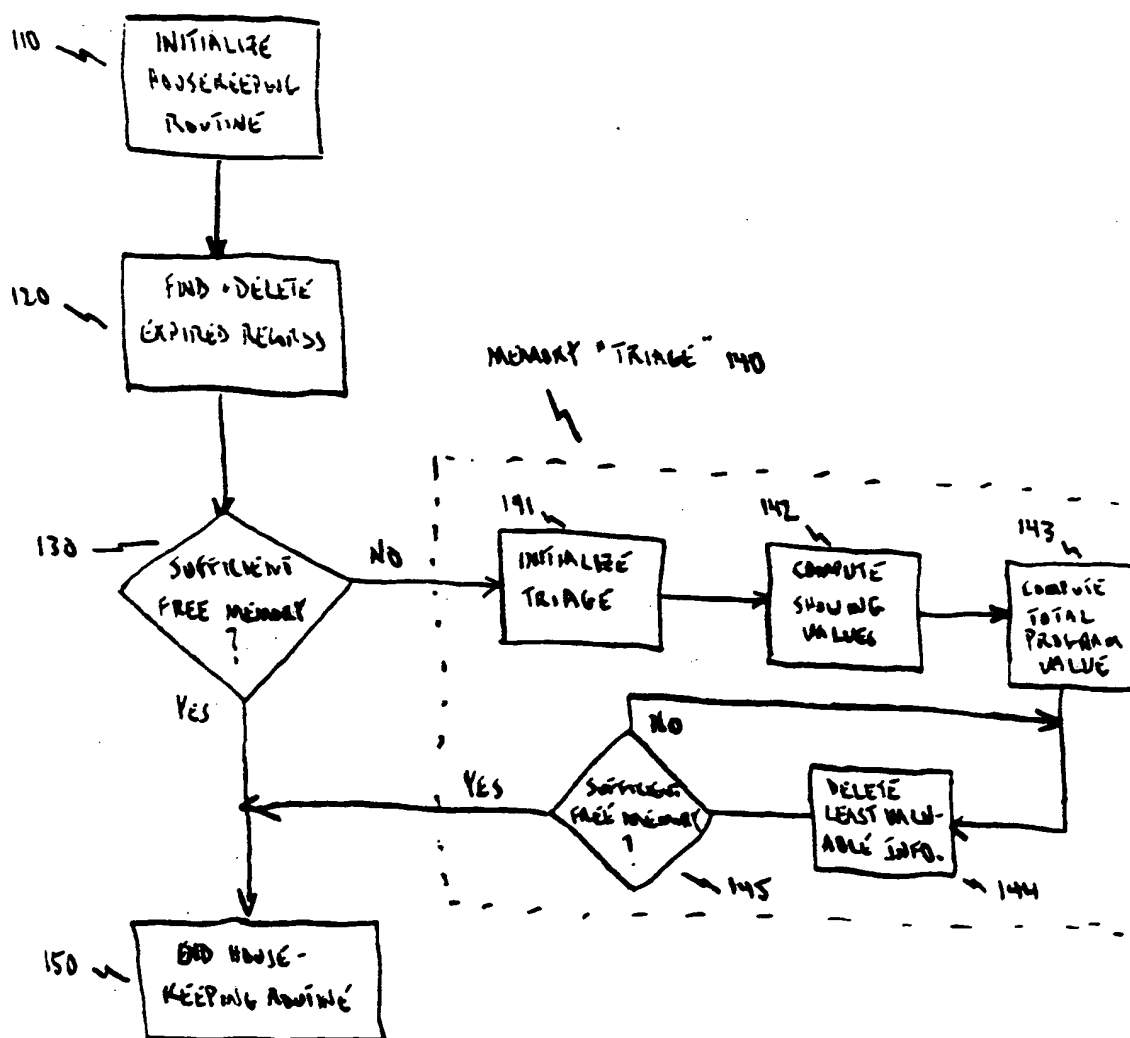 110
INITIALIZE
HOUSEKEEPING
ROUTINE
120
FIND + DELETE
EXPIRED RECORDS
MEMORY "TRIAGE" 140
130
SUFFICIENT
FREE MEMORY
?
NO
YES
141
INITIALIZE
TRIAGE
142
COMPUTE
SHOWING
VALUES
143
COMPUTE
TOTAL
PROGRAM
VALUE
NO
YES
SUFFICIENT
FREE MEMORY
?
145
DELETE
LEAST VALU-
ABLE INFO.
144
150
END HOUSE-
KEEPING ROUTINE